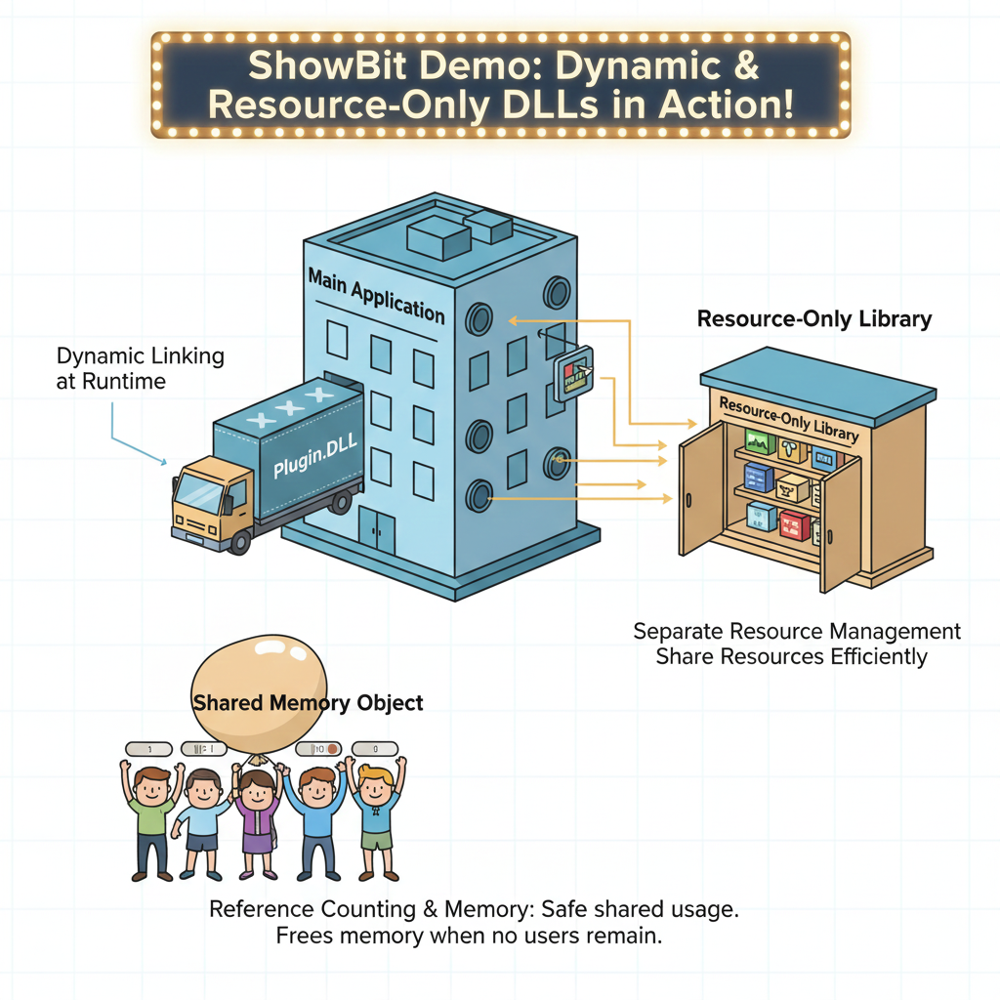 ShowBit Demo: Dynamic &
Resource-Only DLLs in Action!
Main Application
Resource-Only Library
Dynamic Linking
at Runtime
Resource-Only Library
Plugin.DLL
Separate Resource Management
Share Resources Efficiently
Shared Memory Object
1
0
Reference Counting & Memory: Safe shared usage.
Frees memory when no users remain.